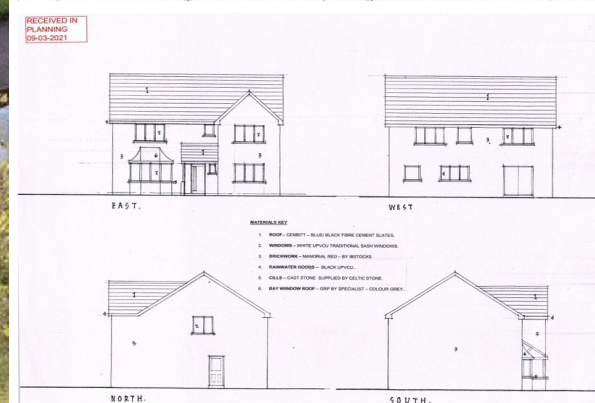 RECEIVED IN
PLANNING
09-03-2021
EAST.
WEST
MATERIALS KEY
1. ROOF – CEMBITT – BLUE/ BLACK FIBRE CEMENT SLATES.
2. WINDOWS – WHITE UPVCU TRADITIONAL SASH WINDOWS.
3. BRICKWORK – MANORIAL RED – BY IBSTOCKS
4. RAINWATER GOODS – BLACK UPVCU.
5. CILLS – CAST STONE SUPPLIED BY CELTIC STONE.
6. BAY WINDOW ROOF – GRP BY SPECIALIST – COLOUR GREY.
NORTH.
SOUTH.